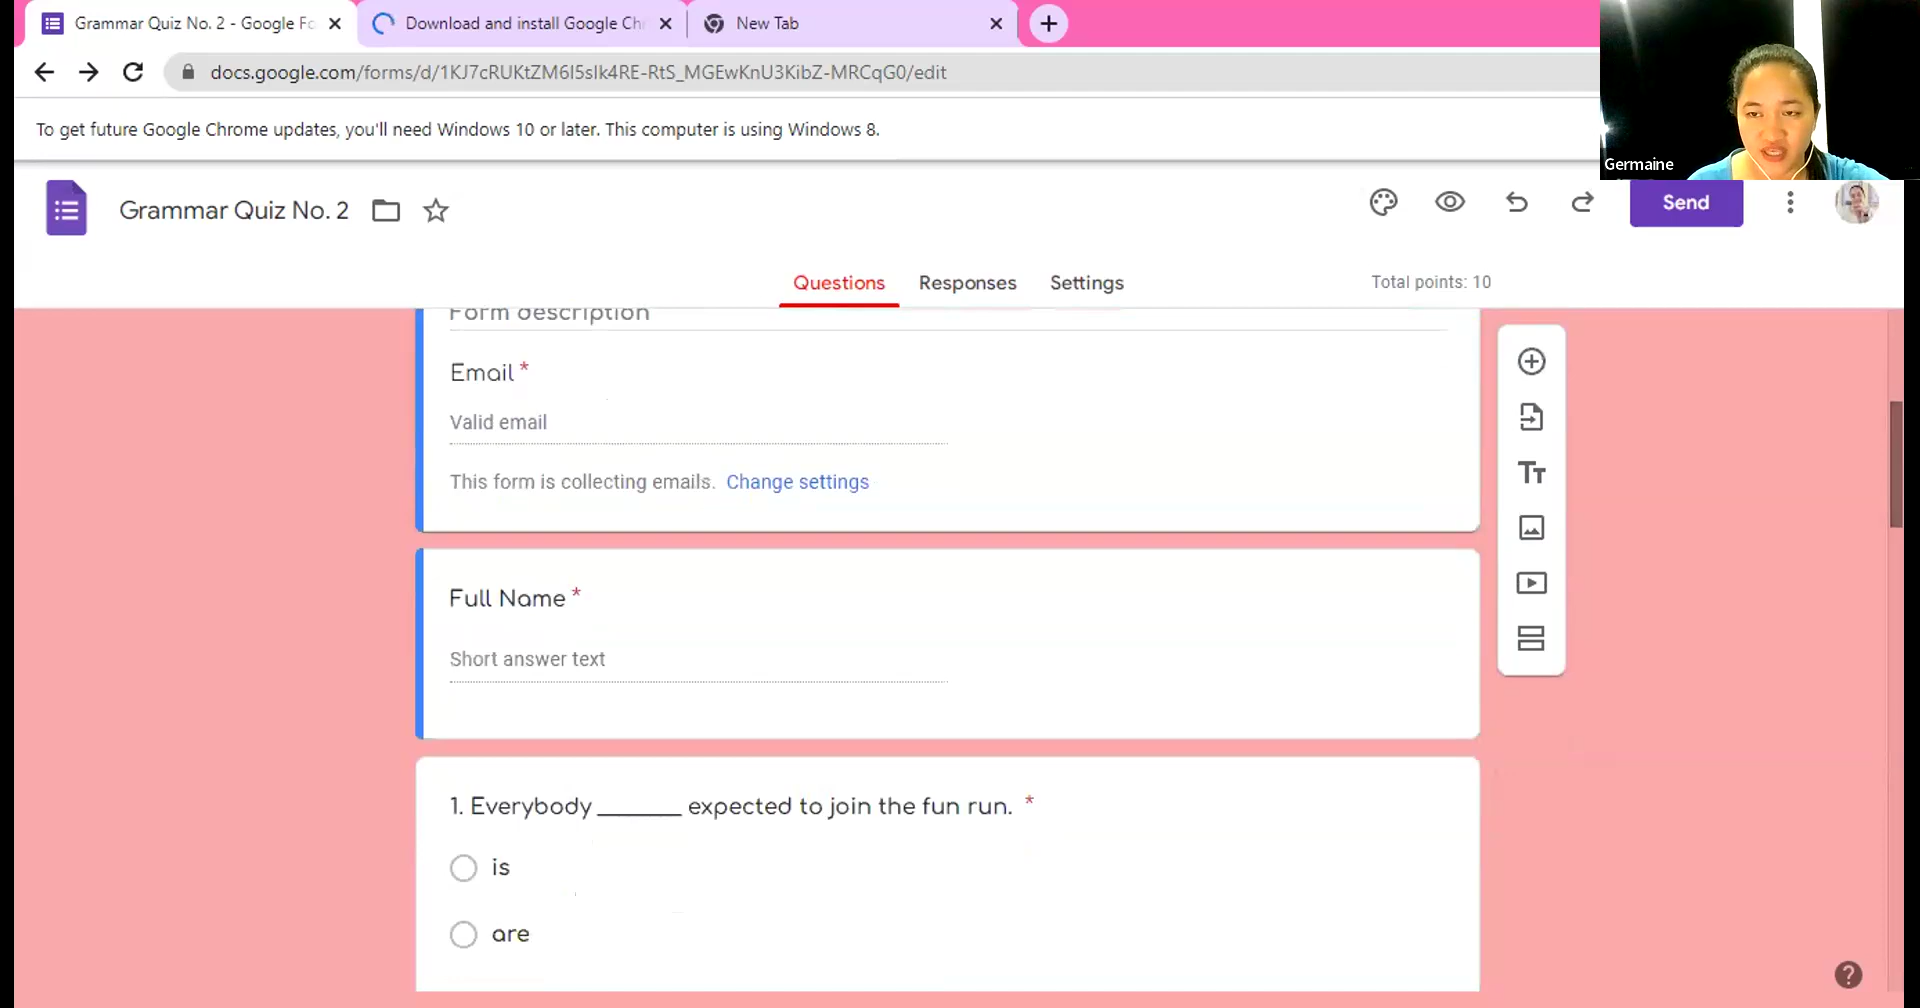 Grammar Quiz No. 2 - Google Fo
Download and install Google Ch
New Tab
docs.google.com/forms/d/1KJ7cRUKtZM6I5sIk4RE-RtS_MGEwKnU3KibZ-MRCqG0/edit
To get future Google Chrome updates, you'll need Windows 10 or later. This computer is using Windows 8.
Germaine
Grammar Quiz No. 2
Send
Questions Responses Settings Total points: 10
Form description
Email *
Valid email
This form is collecting emails. Change settings
Full Name *
Short answer text
1. Everybody _______ expected to join the fun run. *
is
are